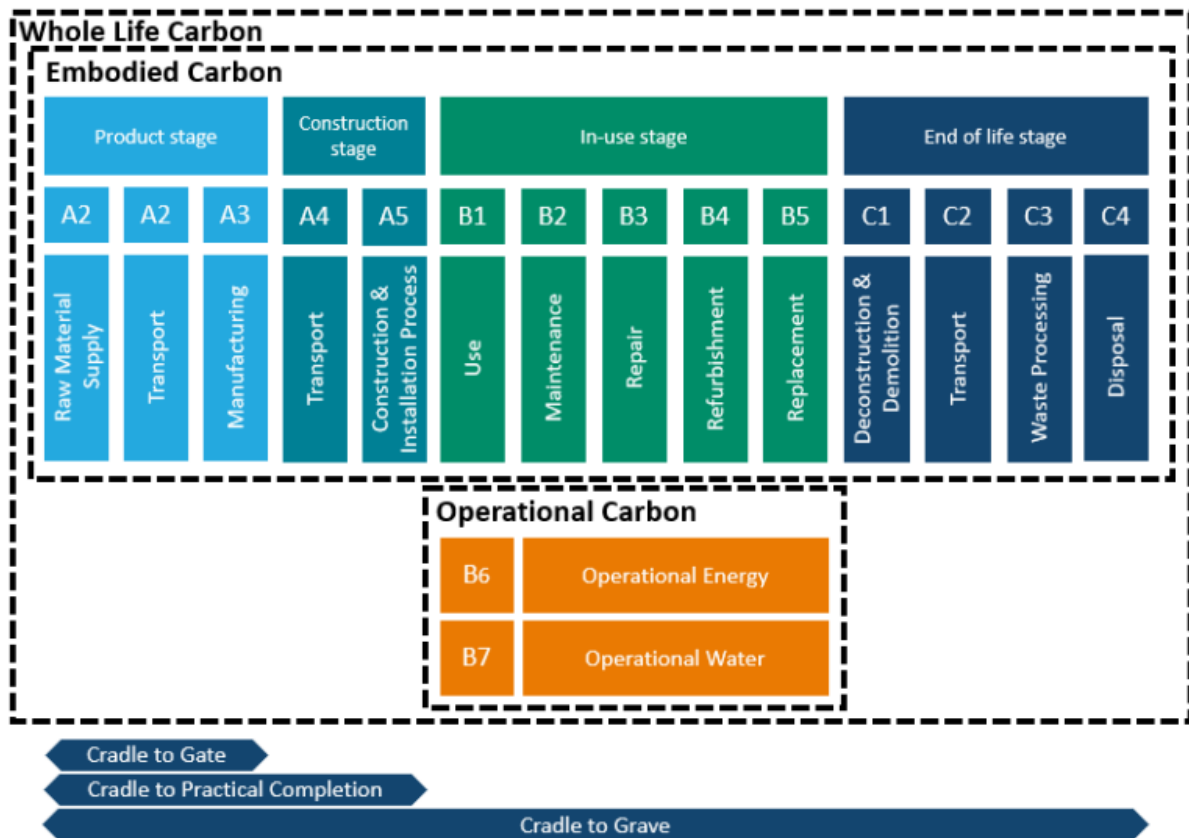 Whole Life Carbon
Embodied Carbon
Product stage
Construction
stage
In-use stage
End of life stage
A2
A2
A3
A4
A5
B1
B2
B3
B4
B5
C1
C2
C3
C4
Raw Material
Supply
Transport
Manufacturing
Transport
Construction &
Installation Process
Use
Maintenance
Repair
Refurbishment
Replacement
Deconstruction &
Demolition
Transport
Waste Processing
Disposal
Operational Carbon
B6
Operational Energy
B7
Operational Water
Cradle to Gate
Cradle to Practical Completion
Cradle to Grave